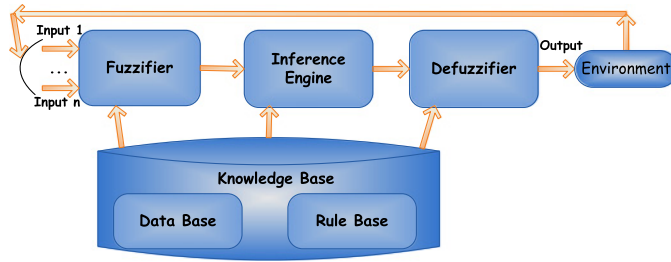 Input 1
...
Input n
Fuzzifier
Inference
Engine
Defuzzifier
Output
Environment
Knowledge Base
Data Base
Rule Base